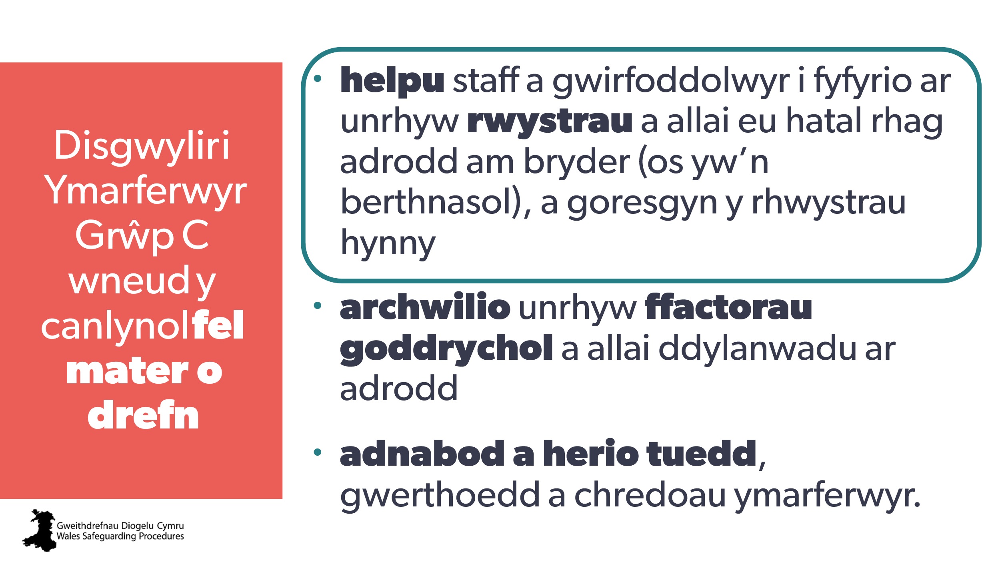 Disgwyliri
Ymarferwyr
Grŵp C
wneud y
canlynol fel
mater o
drefn
• helpu staff a gwirfoddolwyr i fyfyrio ar
unrhyw rwystrau a allai eu hatal rhag
adrodd am bryder (os yw’n
berthnasol), a goresgyn y rhwystrau
hynny
• archwilio unrhyw ffactorau
goddrychol a allai ddylanwadu ar
adrodd
• adnabod a herio tuedd,
gwerthoedd a chredoau ymarferwyr.
Gweithdrefnau Diogelu Cymru
Wales Safeguarding Procedures